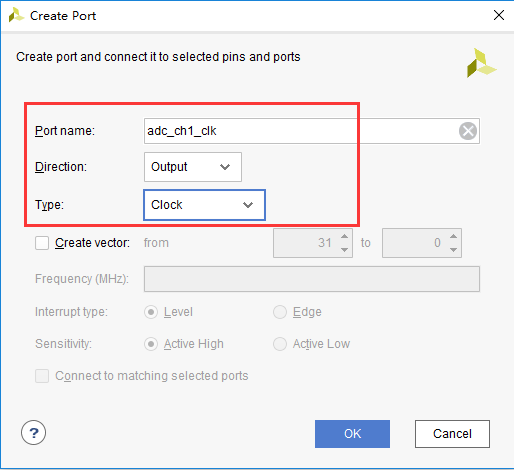 Create Port
Create port and connect it to selected pins and ports
Port name: adc_ch1_clk
Direction: Output
Type: Clock
Create vector: from 31 to 0
Frequency (MHz):
Interrupt type: Level Edge
Sensitivity: Active High Active Low
Connect to matching selected ports
? OK Cancel